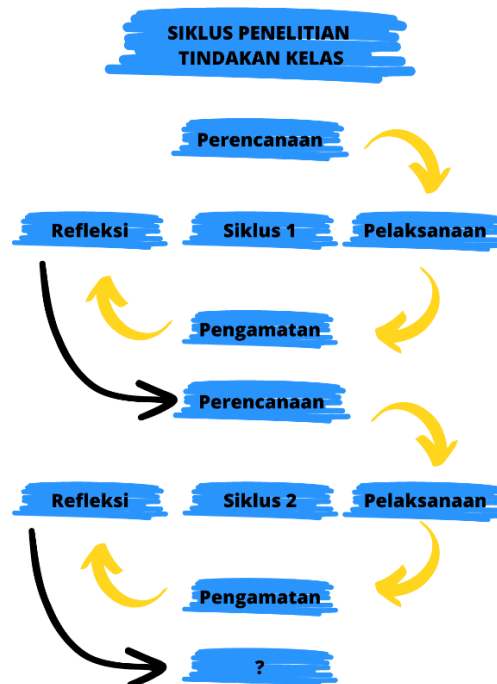 SIKLUS PENELITIAN
TINDAKAN KELAS
Perencanaan
Refleksi
Siklus 1
Pelaksanaan
Pengamatan
Perencanaan
Refleksi
Siklus 2
Pelaksanaan
Pengamatan
?